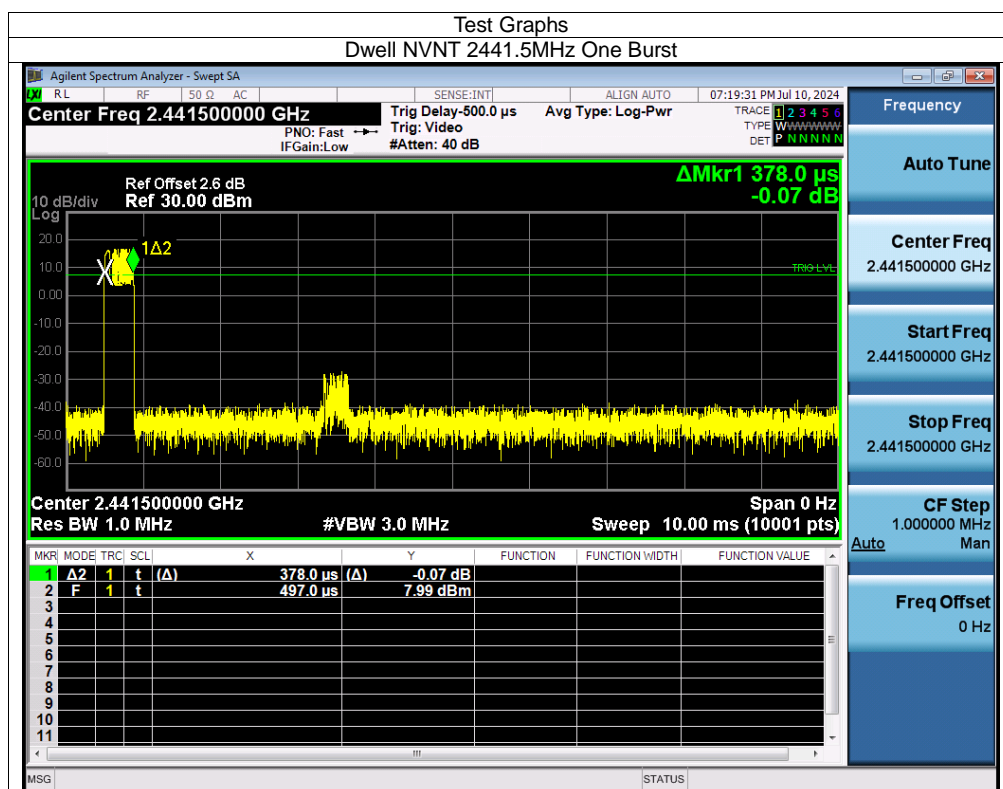 Test Graphs
Dwell NVNT 2441.5MHz One Burst
Agilent Spectrum Analyzer - Swept SA
RL RF 50 Ω AC SENSE:INT ALIGN AUTO 07:19:31 PM Jul 10, 2024
Center Freq 2.441500000 GHz Trig Delay-500.0 µs Avg Type: Log-Pwr TRACE 1 2 3 4 5 6
PNO: Fast Trig: Video TYPE WWWWWW
IFGain:Low #Atten: 40 dB DET P N N N N N
ΔMkr1 378.0 µs
-0.07 dB
Ref Offset 2.6 dB
10 dB/div Ref 30.00 dBm
Log
20.0
1Δ2
10.0
TRIG LVL
0.00
-10.0
-20.0
-30.0
-40.0
-50.0
-60.0
Center 2.441500000 GHz Span 0 Hz
Res BW 1.0 MHz #VBW 3.0 MHz Sweep 10.00 ms (10001 pts)
MKR MODE TRC SCL X Y FUNCTION FUNCTION WIDTH FUNCTION VALUE
1 Δ2 1 t (Δ) 378.0 µs (Δ) -0.07 dB
2 F 1 t 497.0 µs 7.99 dBm
3
4
5
6
7
8
9
10
11
MSG STATUS
Frequency
Auto Tune
Center Freq
2.441500000 GHz
Start Freq
2.441500000 GHz
Stop Freq
2.441500000 GHz
CF Step
1.000000 MHz
Auto Man
Freq Offset
0 Hz